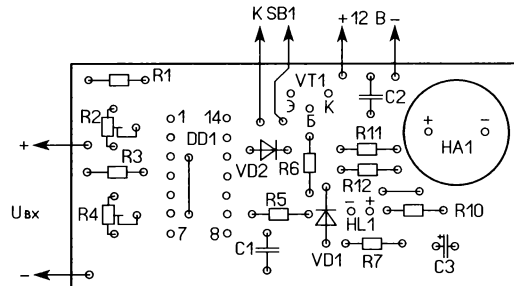 К SB1 +12 В -
R1
VT1
Э К
Б
C2
+ -
HA1
R2
1 14
DD1
+
R3
VD2
R6
R11
R12
Uвх
R4
R5
- +
HL1
R10
7 8
C1
VD1
R7
+
C3
-